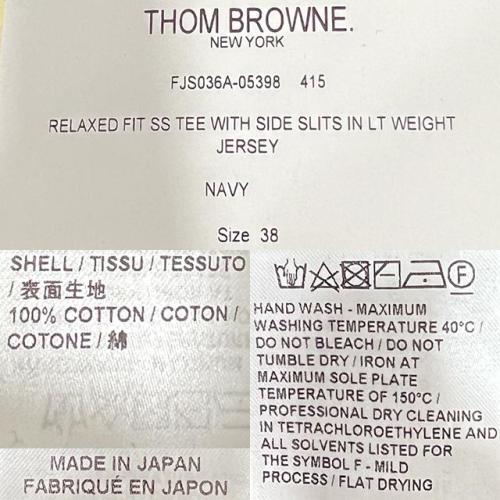 THOM BROWNE.
NEW YORK
FJS036A-05398 415
RELAXED FIT SS TEE WITH SIDE SLITS IN LT WEIGHT
JERSEY
NAVY
Size 38
SHELL / TISSU / TESSUTO
/ 表面生地
100% COTTON / COTON /
COTONE / 綿
MADE IN JAPAN
FABRIQUÉ EN JAPON
F
HAND WASH - MAXIMUM
WASHING TEMPERATURE 40°C /
DO NOT BLEACH / DO NOT
TUMBLE DRY / IRON AT
MAXIMUM SOLE PLATE
TEMPERATURE OF 150°C /
PROFESSIONAL DRY CLEANING
IN TETRACHLOROETHYLENE AND
ALL SOLVENTS LISTED FOR
THE SYMBOL F - MILD
PROCESS / FLAT DRYING